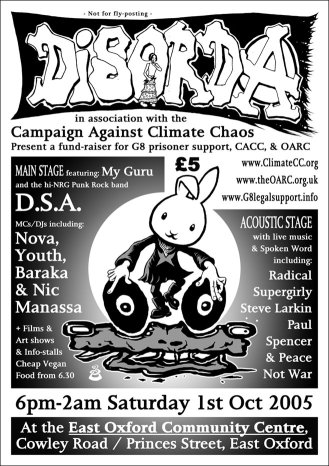 - Not for fly-posting -
DISORDA
in association with the
Campaign Against Climate Chaos
Present a fund-raiser for G8 prisoner support, CACC, & OARC
MAIN STAGE featuring: My Guru
and the hi-NRG Punk Rock band
D.S.A.
MCs/DJs including:
Nova,
Youth,
Baraka
& Nic
Manassa
+ Films &
Art shows
& Info-stalls
Cheap Vegan
Food from 6.30
£5
www.ClimateCC.org
www.theOARC.org.uk
www.G8legalsupport.info
ACOUSTIC STAGE
with live music
& Spoken Word
including:
Radical
Supergirly
Steve Larkin
Paul
Spencer
& Peace
Not War
6pm-2am Saturday 1st Oct 2005
At the East Oxford Community Centre,
Cowley Road / Princes Street, East Oxford